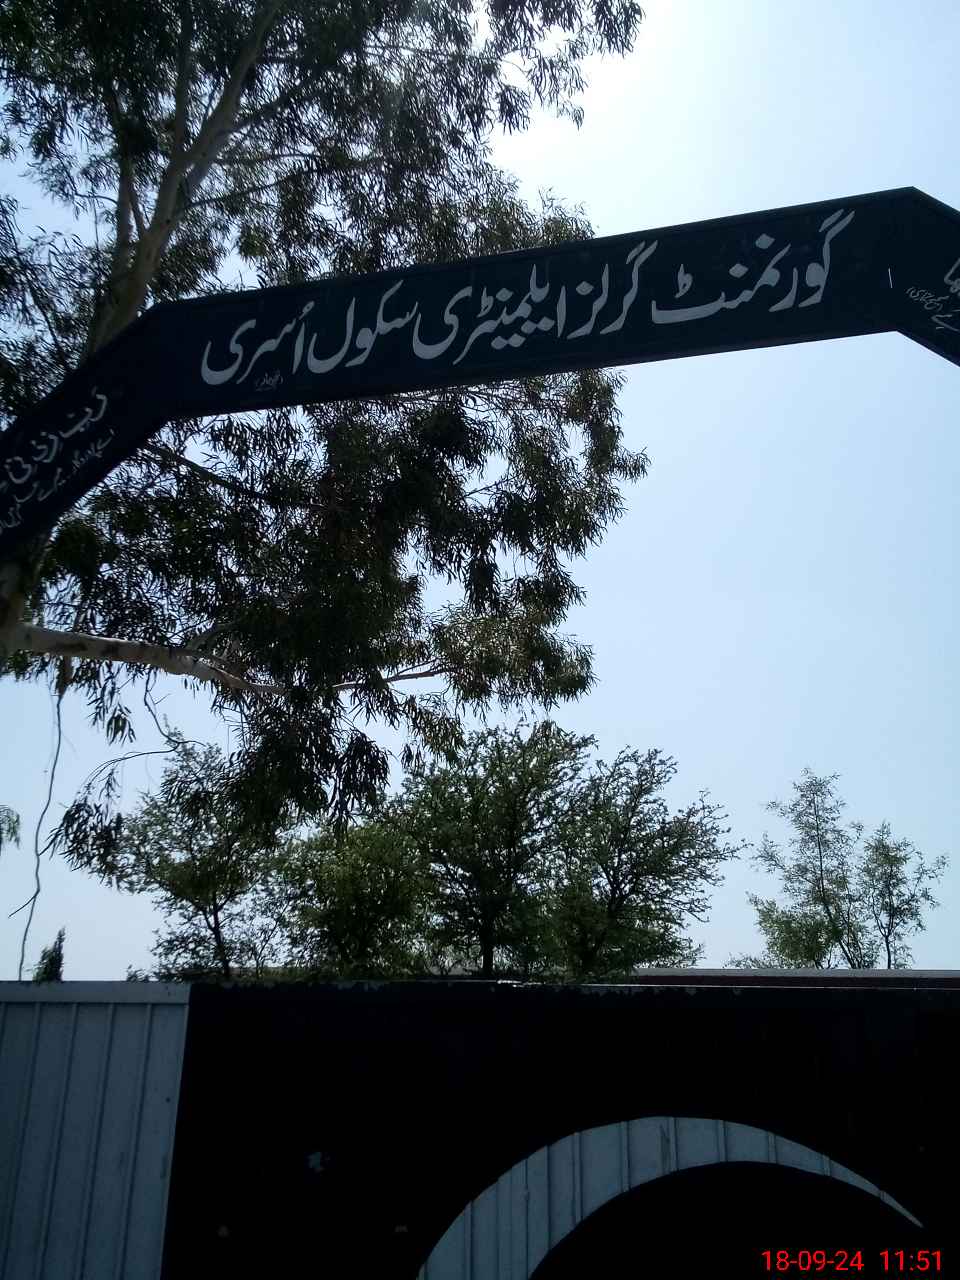 گورنمنٹ گرلز ایلیمنٹری سکول اُسری
رَبِّ زِدْنِی
18-09-24 11:51